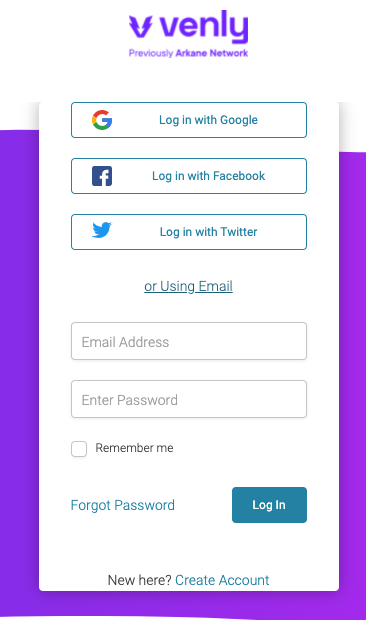 venly
Previously Arkane Network
Log in with Google
Log in with Facebook
Log in with Twitter
or Using Email
Email Address
Enter Password
Remember me
Forgot Password
Log In
New here? Create Account